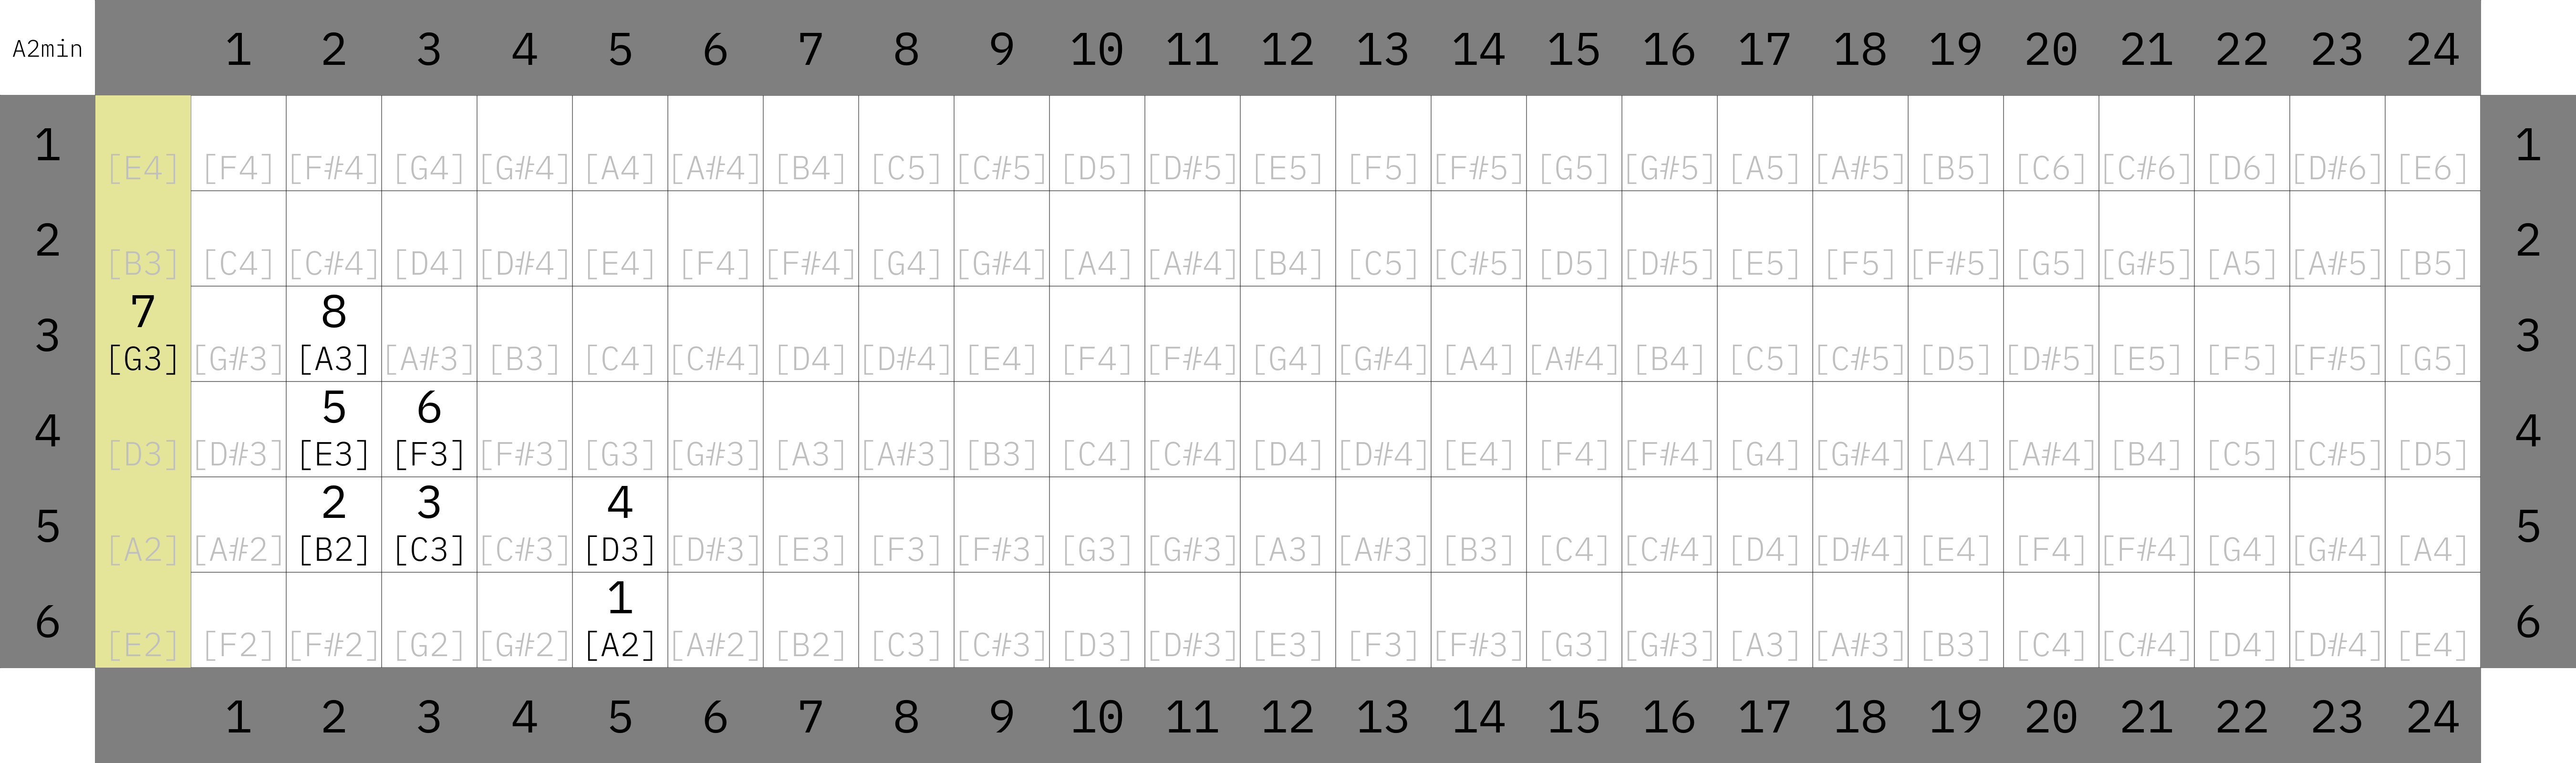 A2min 1 2 3 4 5 6 7 8 9 10 11 12 13 14 15 16 17 18 19 20 21 22 23 24
1 [E4] [F4] [F#4] [G4] [G#4] [A4] [A#4] [B4] [C5] [C#5] [D5] [D#5] [E5] [F5] [F#5] [G5] [G#5] [A5] [A#5] [B5] [C6] [C#6] [D6] [D#6] [E6] 1
2 [B3] [C4] [C#4] [D4] [D#4] [E4] [F4] [F#4] [G4] [G#4] [A4] [A#4] [B4] [C5] [C#5] [D5] [D#5] [E5] [F5] [F#5] [G5] [G#5] [A5] [A#5] [B5] 2
7 8
3 [G3] [G#3] [A3] [A#3] [B3] [C4] [C#4] [D4] [D#4] [E4] [F4] [F#4] [G4] [G#4] [A4] [A#4] [B4] [C5] [C#5] [D5] [D#5] [E5] [F5] [F#5] [G5] 3
5 6
4 [D3] [D#3] [E3] [F3] [F#3] [G3] [G#3] [A3] [A#3] [B3] [C4] [C#4] [D4] [D#4] [E4] [F4] [F#4] [G4] [G#4] [A4] [A#4] [B4] [C5] [C#5] [D5] 4
2 3 4
5 [A2] [A#2] [B2] [C3] [C#3] [D3] [D#3] [E3] [F3] [F#3] [G3] [G#3] [A3] [A#3] [B3] [C4] [C#4] [D4] [D#4] [E4] [F4] [F#4] [G4] [G#4] [A4] 5
1
6 [E2] [F2] [F#2] [G2] [G#2] [A2] [A#2] [B2] [C3] [C#3] [D3] [D#3] [E3] [F3] [F#3] [G3] [G#3] [A3] [A#3] [B3] [C4] [C#4] [D4] [D#4] [E4] 6
1 2 3 4 5 6 7 8 9 10 11 12 13 14 15 16 17 18 19 20 21 22 23 24